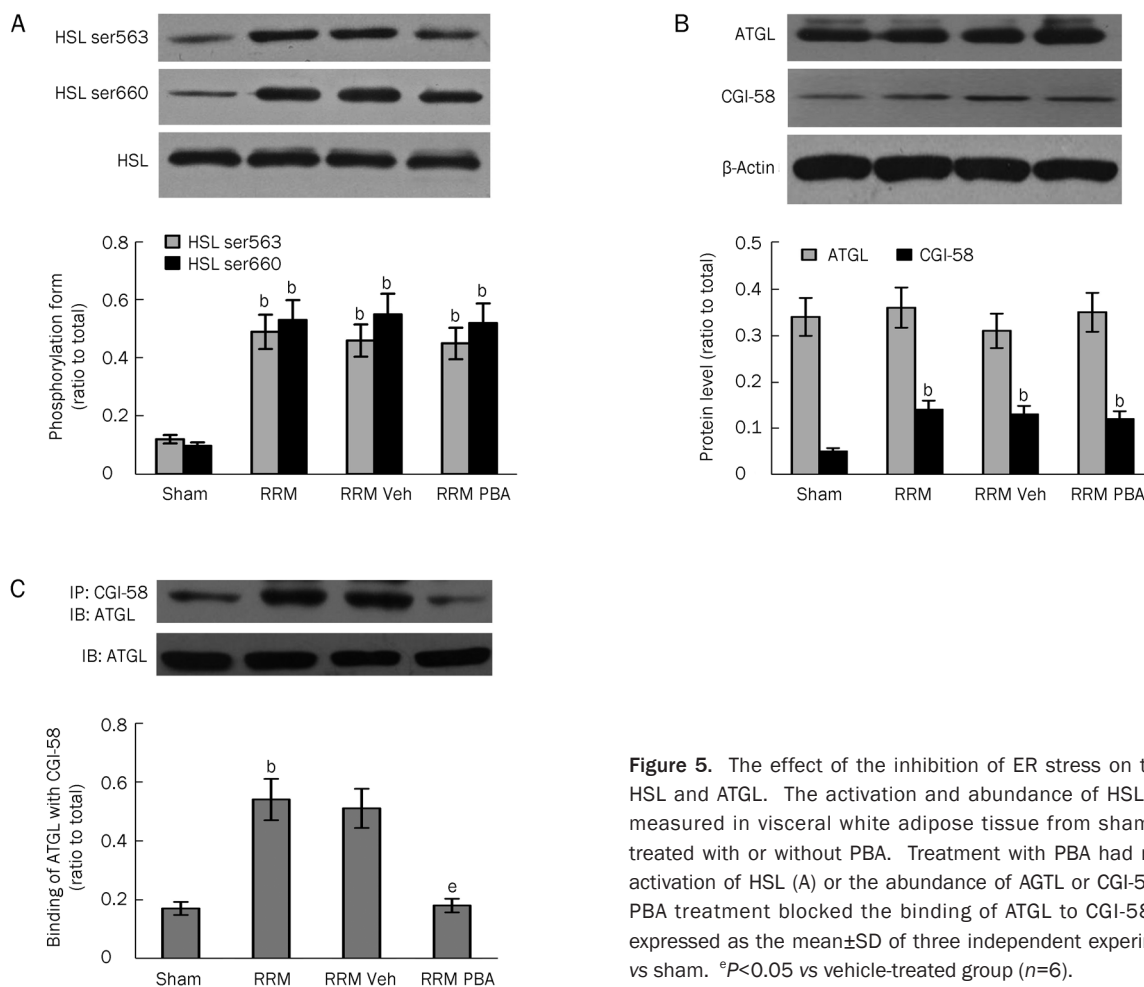 A
HSL ser563
HSL ser660
HSL
0.8
0.6
0.4
0.2
0
Phosphorylation form
(ratio to total)
HSL ser563
HSL ser660
b b
b b
b b
Sham RRM RRM Veh RRM PBA
B
ATGL
CGI-58
β-Actin
0.5
0.4
0.3
0.2
0.1
0
Protein level (ratio to total)
ATGL CGI-58
b b b
Sham RRM RRM Veh RRM PBA
C
IP: CGI-58
IB: ATGL
IB: ATGL
0.8
0.6
0.4
0.2
0
Binding of ATGL with CGI-58
(ratio to total)
b
e
Sham RRM RRM Veh RRM PBA
Figure 5. The effect of the inhibition of ER stress on
HSL and ATGL. The activation and abundance of HSL
measured in visceral white adipose tissue from sham
treated with or without PBA. Treatment with PBA had
activation of HSL (A) or the abundance of AGTL or
PBA treatment blocked the binding of ATGL to CGI-58
expressed as the mean±SD of three independent
vs sham. eP<0.05 vs vehicle-treated group (n=6).